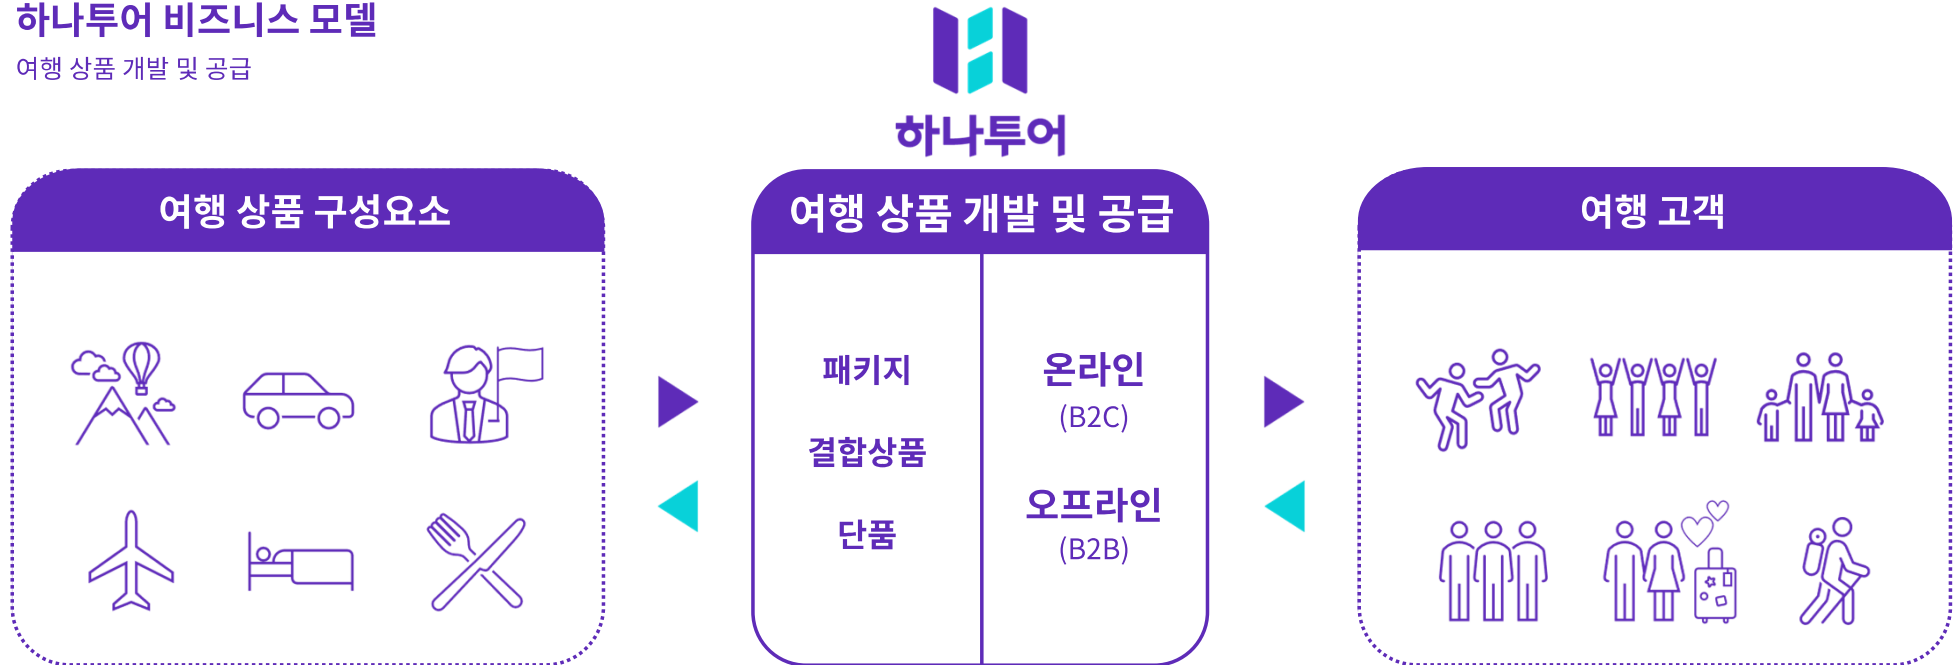 하나투어 비즈니스 모델
여행 상품 개발 및 공급
하나투어
여행 상품 구성요소
여행 상품 개발 및 공급
패키지
결합상품
단품
온라인
(B2C)
오프라인
(B2B)
여행 고객